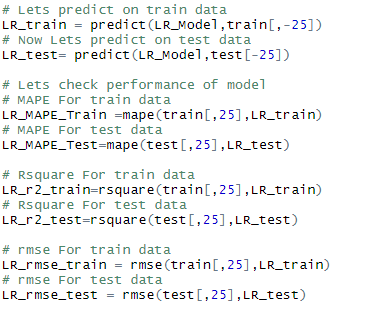 # Lets predict on train data
LR_train = predict(LR_Model,train[,-25])
# Now Lets predict on test data
LR_test= predict(LR_Model,test[-25])
# Lets check performance of model
# MAPE For train data
LR_MAPE_Train =mape(train[,25],LR_train)
# MAPE For test data
LR_MAPE_Test=mape(test[,25],LR_test)
# Rsquare For train data
LR_r2_train=rsquare(train[,25],LR_train)
# Rsquare For test data
LR_r2_test=rsquare(test[,25],LR_test)
# rmse For train data
LR_rmse_train = rmse(train[,25],LR_train)
# rmse For test data
LR_rmse_test = rmse(test[,25],LR_test)